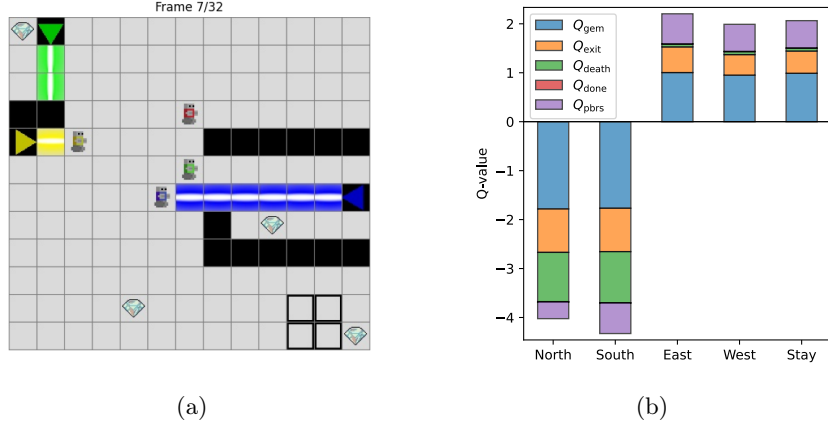 Frame 7/32
(a)
Q-value
2
1
0
−1
−2
−3
−4
Q_gem
Q_exit
Q_death
Q_done
Q_pbrs
North South East West Stay
(b)